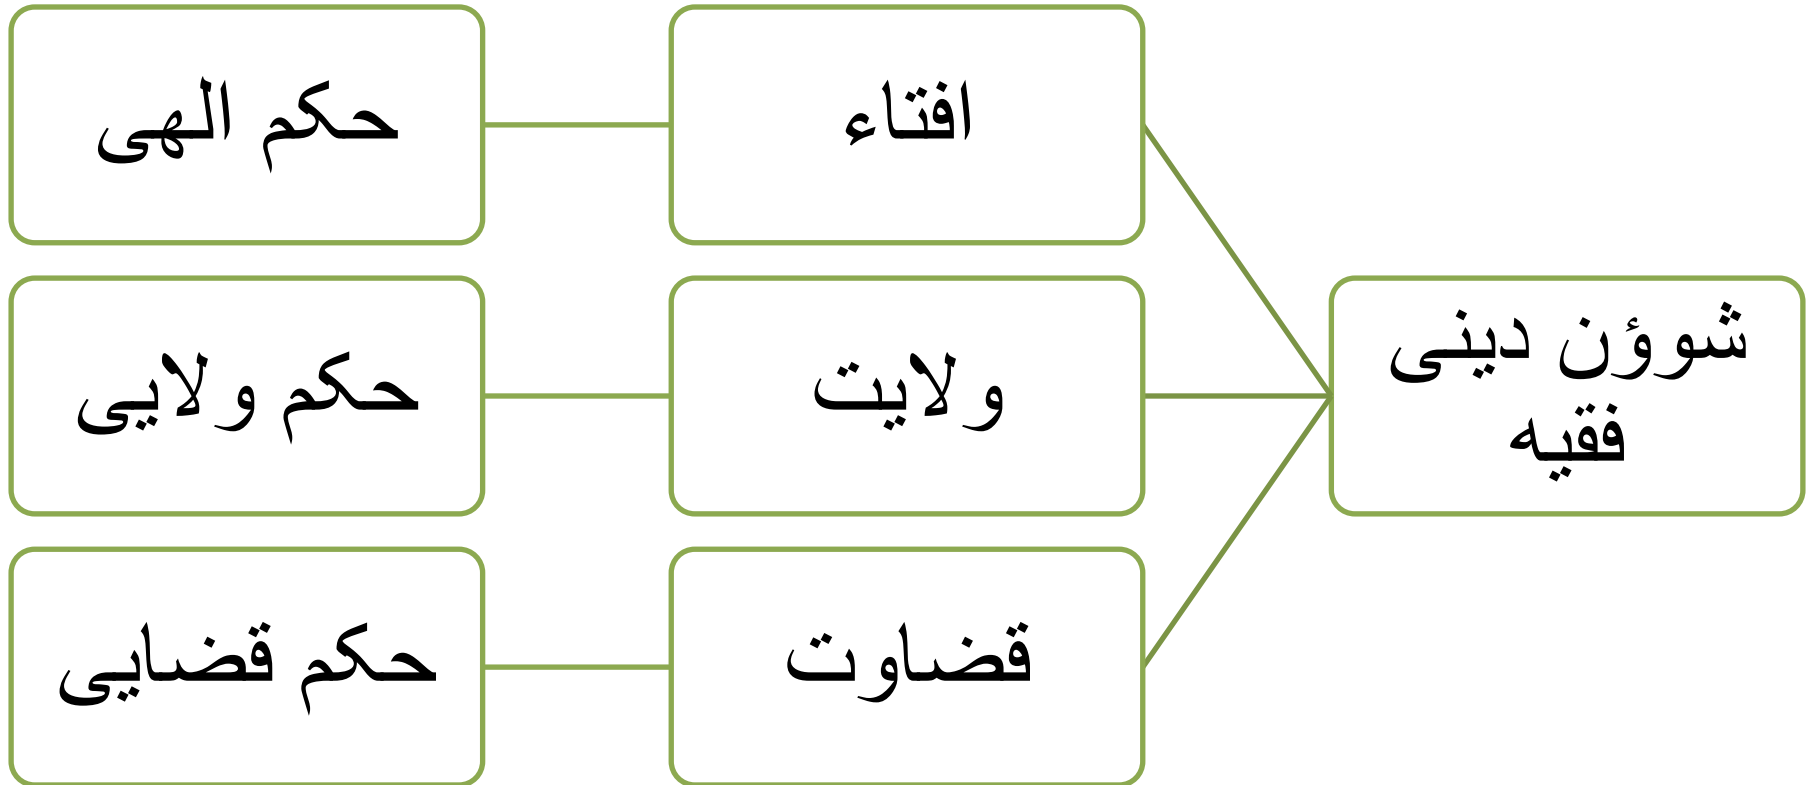 شوؤن دینی
فقیه
افتاء
حکم الهی
ولایت
حکم ولایی
قضاوت
حکم قضایی